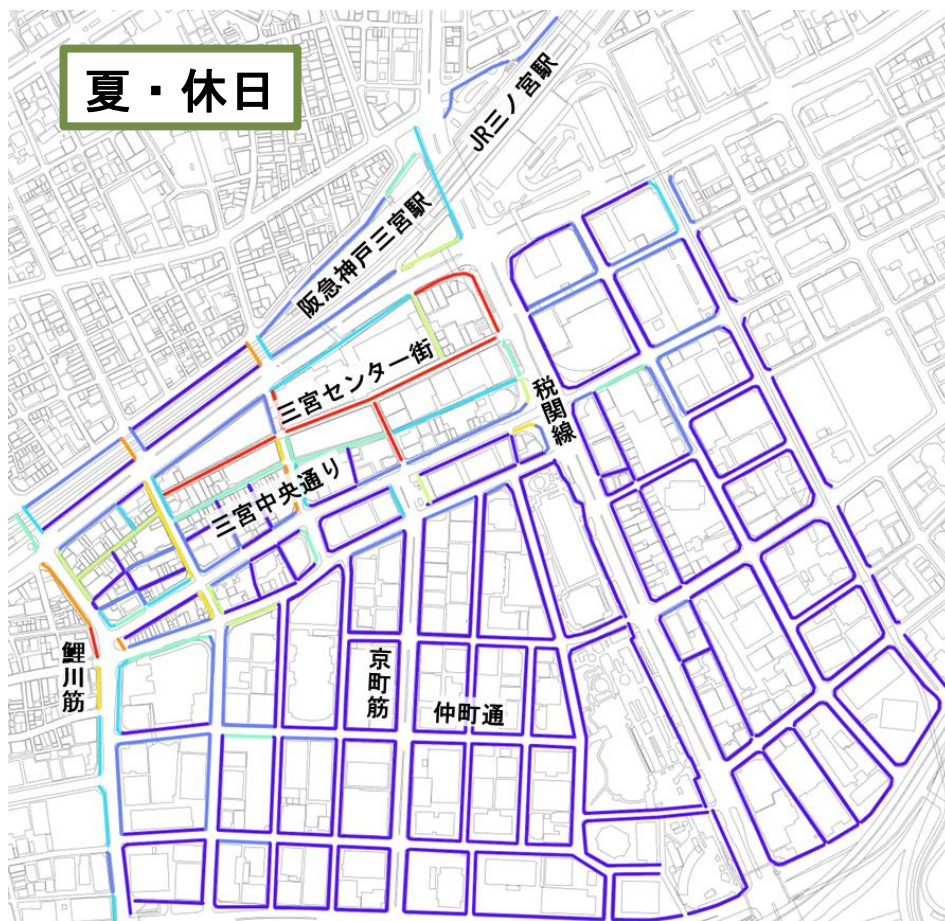 夏・休日
JR三ノ宮駅
阪急神戸三宮駅
三宮センター街
税関線
三宮中央通り
鯉川筋
京町筋
仲町通